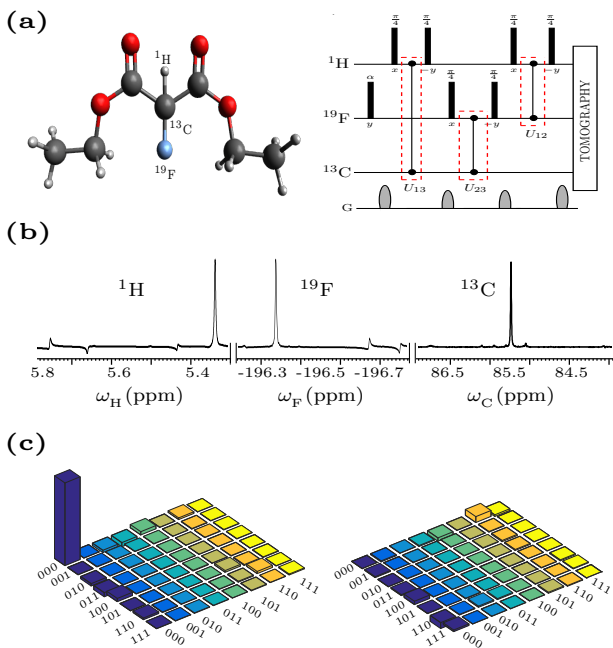 (a)
¹H
¹³C
¹⁹F
¹H
π/4
π/4
π/4
π/4
x
−y
x
−y
¹⁹F
α
π/4
π/4
y
x
−y
U₁₂
¹³C
U₁₃
U₂₃
G
TOMOGRAPHY
(b)
¹H
¹⁹F
¹³C
5.8
5.6
5.4
-196.3
-196.5
-196.7
86.5
85.5
84.5
ω_H (ppm)
ω_F (ppm)
ω_C (ppm)
(c)
000
001
010
011
100
101
110
111
000
001
010
011
100
101
110
111
000
001
010
011
100
101
110
111
000
001
010
011
100
101
110
111